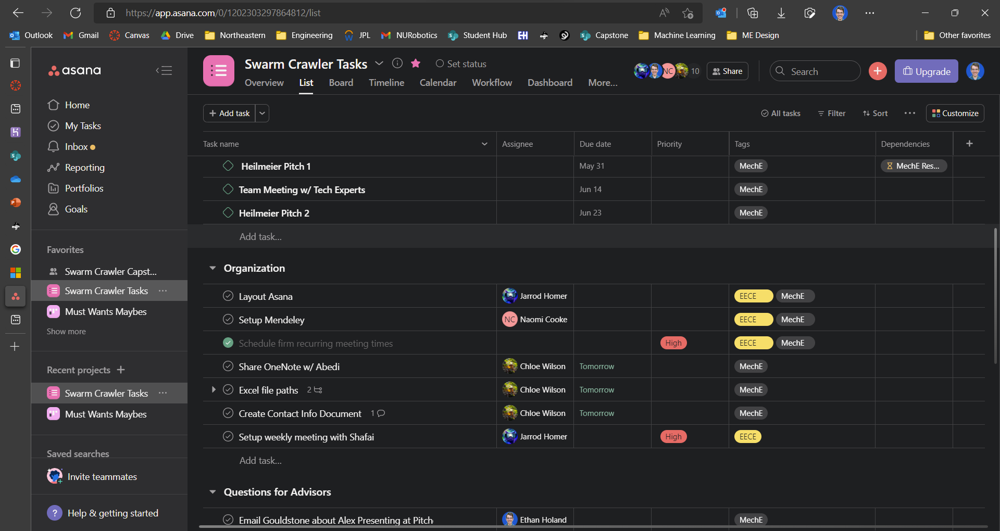 https://app.asana.com/0/1202303297864812/list
Outlook Gmail Canvas Drive Northeastern Engineering JPL NURobotics Student Hub EH Capstone Machine Learning ME Design Other favorites
asana
Home
My Tasks
Inbox
Reporting
Portfolios
Goals
Favorites
Swarm Crawler Capst...
Swarm Crawler Tasks ...
Must Wants Maybes
Show more
Recent projects +
Swarm Crawler Tasks ...
Must Wants Maybes
Saved searches
Invite teammates
? Help & getting started
Swarm Crawler Tasks Set status
NC 10 Share Search + Upgrade
Overview List Board Timeline Calendar Workflow Dashboard More...
+ Add task All tasks Filter Sort ... Customize
Task name Assignee Due date Priority Tags Dependencies +
Heilmeier Pitch 1 May 31 MechE MechE Res...
Team Meeting w/ Tech Experts Jun 14 MechE
Heilmeier Pitch 2 Jun 23 MechE
Add task...
Organization
Layout Asana Jarrod Homer EECE MechE
Setup Mendeley NC Naomi Cooke EECE MechE
Schedule firm recurring meeting times High EECE MechE
Share OneNote w/ Abedi Chloe Wilson Tomorrow MechE
Excel file paths 2 Chloe Wilson Tomorrow MechE
Create Contact Info Document 1 Chloe Wilson Tomorrow MechE
Setup weekly meeting with Shafai Jarrod Homer High EECE
Add task...
Questions for Advisors
Email Gouldstone about Alex Presenting at Pitch Ethan Holand MechE